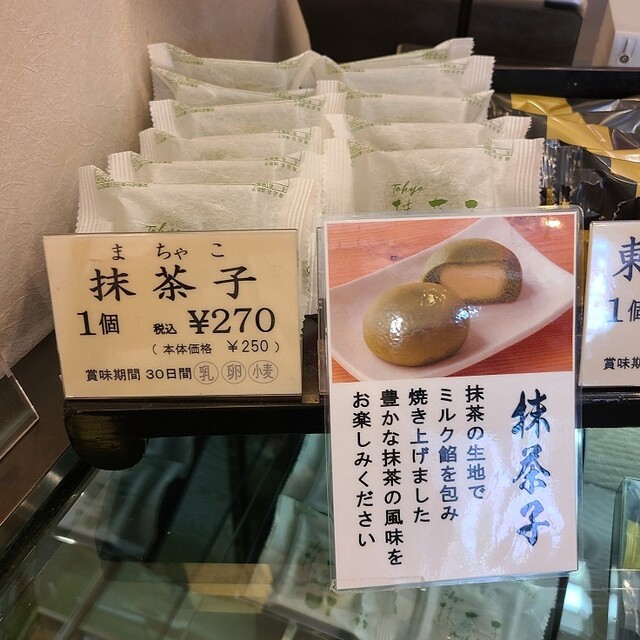 Tokyo
まちゃこ
抹茶子
1個 税込 ¥270
(本体価格 ¥250)
賞味期間 30日間 乳 卵 小麦
抹茶子
抹茶の生地で
ミルク餡を包み
焼き上げました
豊かな抹茶の風味を
お楽しみください
東
1個
賞味